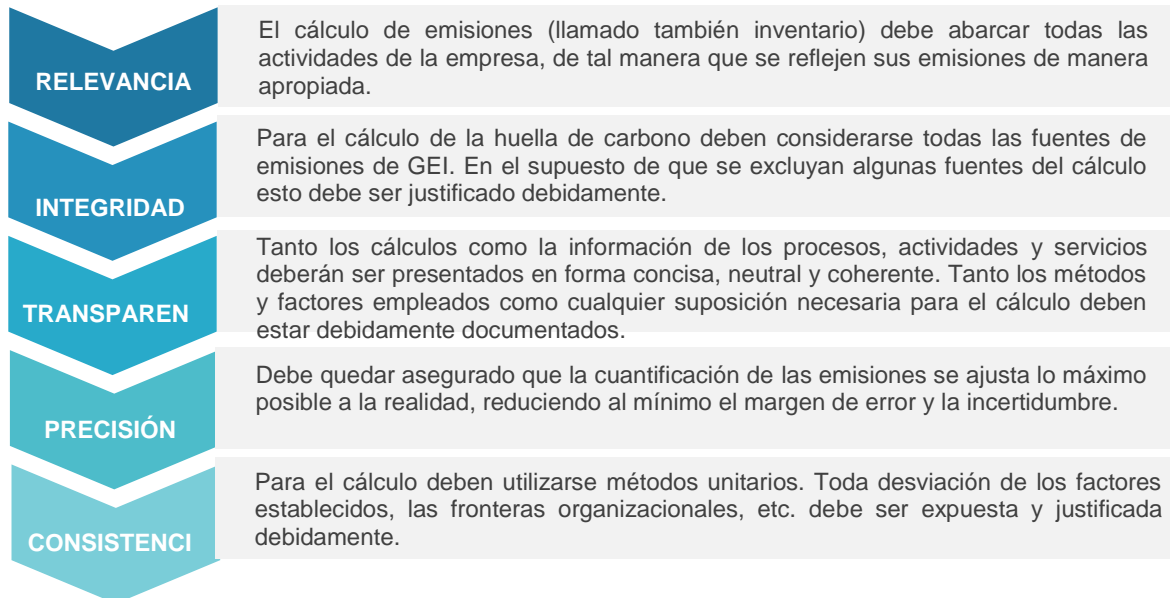 RELEVANCIA
El cálculo de emisiones (llamado también inventario) debe abarcar todas las
actividades de la empresa, de tal manera que se reflejen sus emisiones de manera
apropiada.
INTEGRIDAD
Para el cálculo de la huella de carbono deben considerarse todas las fuentes de
emisiones de GEI. En el supuesto de que se excluyan algunas fuentes del cálculo
esto debe ser justificado debidamente.
TRANSPAREN
Tanto los cálculos como la información de los procesos, actividades y servicios
deberán ser presentados en forma concisa, neutral y coherente. Tanto los métodos
y factores empleados como cualquier suposición necesaria para el cálculo deben
estar debidamente documentados.
PRECISIÓN
Debe quedar asegurado que la cuantificación de las emisiones se ajusta lo máximo
posible a la realidad, reduciendo al mínimo el margen de error y la incertidumbre.
CONSISTENCI
Para el cálculo deben utilizarse métodos unitarios. Toda desviación de los factores
establecidos, las fronteras organizacionales, etc. debe ser expuesta y justificada
debidamente.